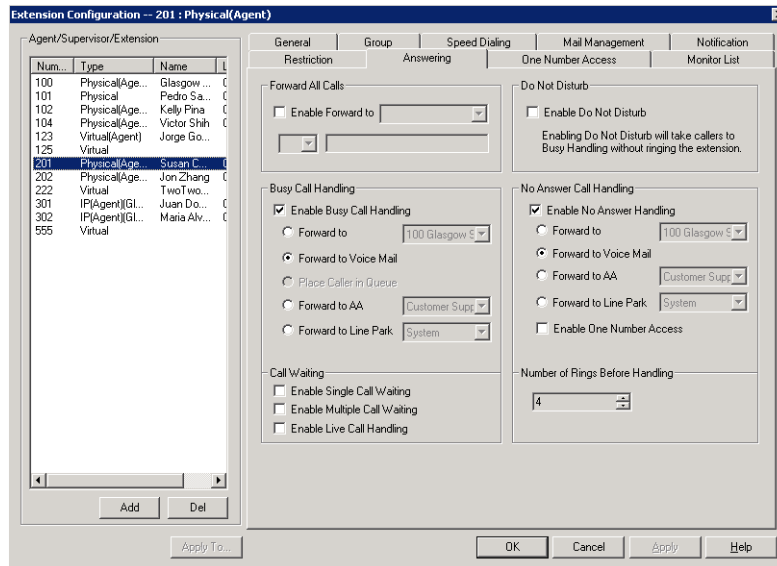 Extension Configuration -- 201 : Physical(Agent)
Agent/Supervisor/Extension
Num... Type Name
100 Physical(Age... Glasgow ...
101 Physical Pedro Sa...
102 Physical(Age... Kelly Pina
104 Physical(Age... Victor Shih
123 Virtual(Agent) Jorge Go...
125 Virtual
201 Physical(Age... Susan C...
202 Physical(Age... Jon Zhang
222 Virtual TwoTwo...
301 IP(Agent)(Gl... Juan Do...
302 IP(Agent)(Gl... Maria Alv...
555 Virtual
Add Del
Apply To...
General Group Speed Dialing Mail Management Notification
Restriction Answering One Number Access Monitor List
Forward All Calls
Enable Forward to
Do Not Disturb
Enable Do Not Disturb
Enabling Do Not Disturb will take callers to
Busy Handling without ringing the extension.
Busy Call Handling
Enable Busy Call Handling
Forward to 100 Glasgow S
Forward to Voice Mail
Place Caller in Queue
Forward to AA Customer Supp
Forward to Line Park System
No Answer Call Handling
Enable No Answer Handling
Forward to 100 Glasgow S
Forward to Voice Mail
Forward to AA Customer Supp
Forward to Line Park System
Enable One Number Access
Call Waiting
Enable Single Call Waiting
Enable Multiple Call Waiting
Enable Live Call Handling
Number of Rings Before Handling
4
OK Cancel Apply Help